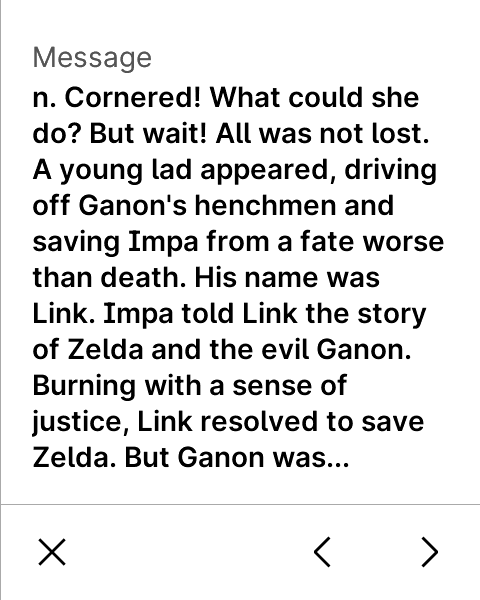 Message
n. Cornered! What could she
do? But wait! All was not lost.
A young lad appeared, driving
off Ganon's henchmen and
saving Impa from a fate worse
than death. His name was
Link. Impa told Link the story
of Zelda and the evil Ganon.
Burning with a sense of
justice, Link resolved to save
Zelda. But Ganon was...